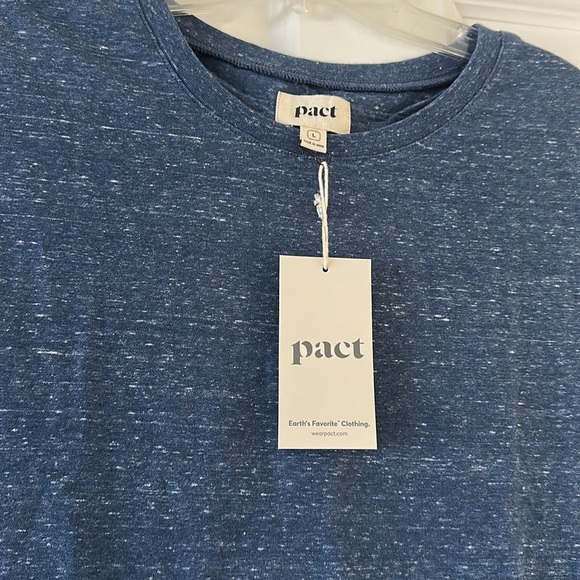 pact
L
pact
Earth's Favorite™ Clothing.
wearpact.com